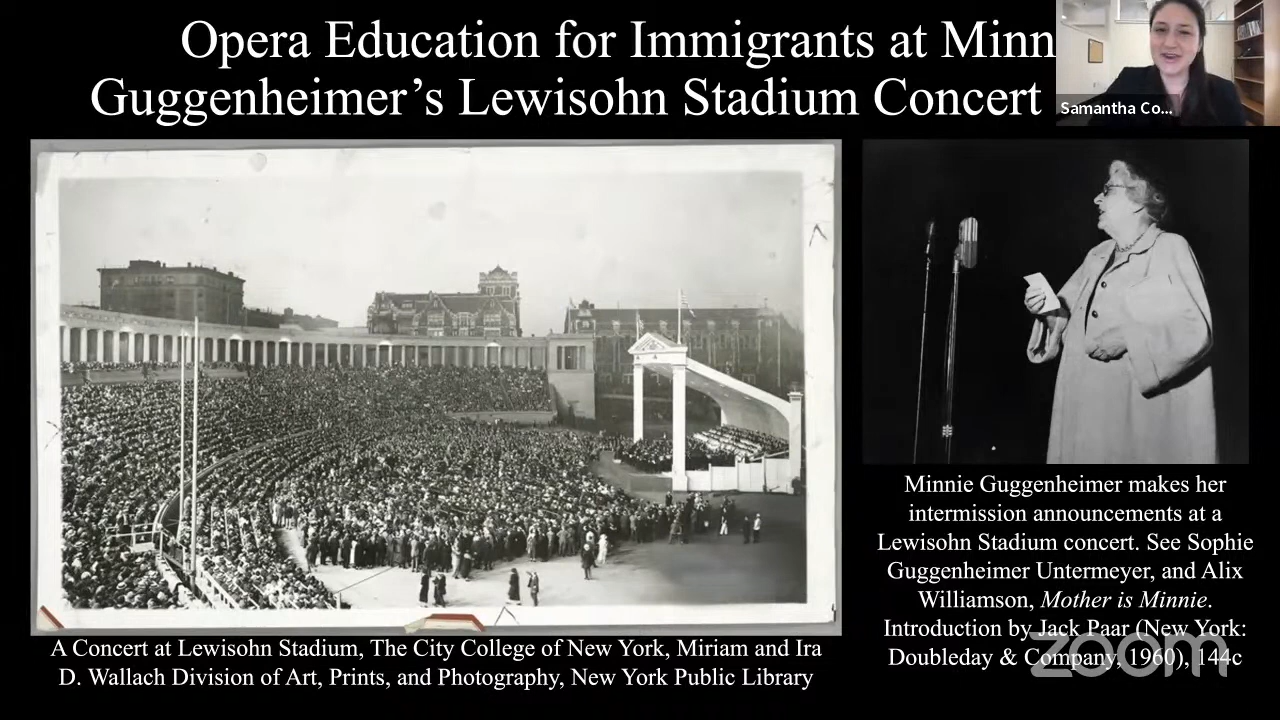 Opera Education for Immigrants at Minn
Guggenheimer’s Lewisohn Stadium Concert
Samantha Co...
A Concert at Lewisohn Stadium, The City College of New York, Miriam and Ira
D. Wallach Division of Art, Prints, and Photography, New York Public Library
Minnie Guggenheimer makes her
intermission announcements at a
Lewisohn Stadium concert. See Sophie
Guggenheimer Untermeyer, and Alix
Williamson, Mother is Minnie.
Introduction by Jack Paar (New York:
Doubleday & Company, 1960), 144c
zoom